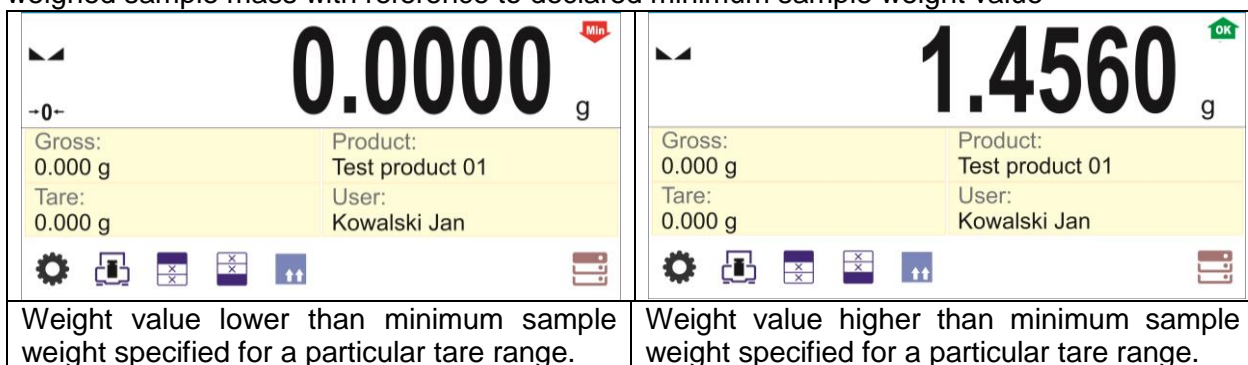 weighed sample mass with reference to declared minimum sample weight value
Min
0.0000 g
→0←
Gross:
0.000 g
Product:
Test product 01
Tare:
0.000 g
User:
Kowalski Jan
OK
1.4560 g
Gross:
0.000 g
Product:
Test product 01
Tare:
0.000 g
User:
Kowalski Jan
Weight value lower than minimum sample
weight specified for a particular tare range.
Weight value higher than minimum sample
weight specified for a particular tare range.